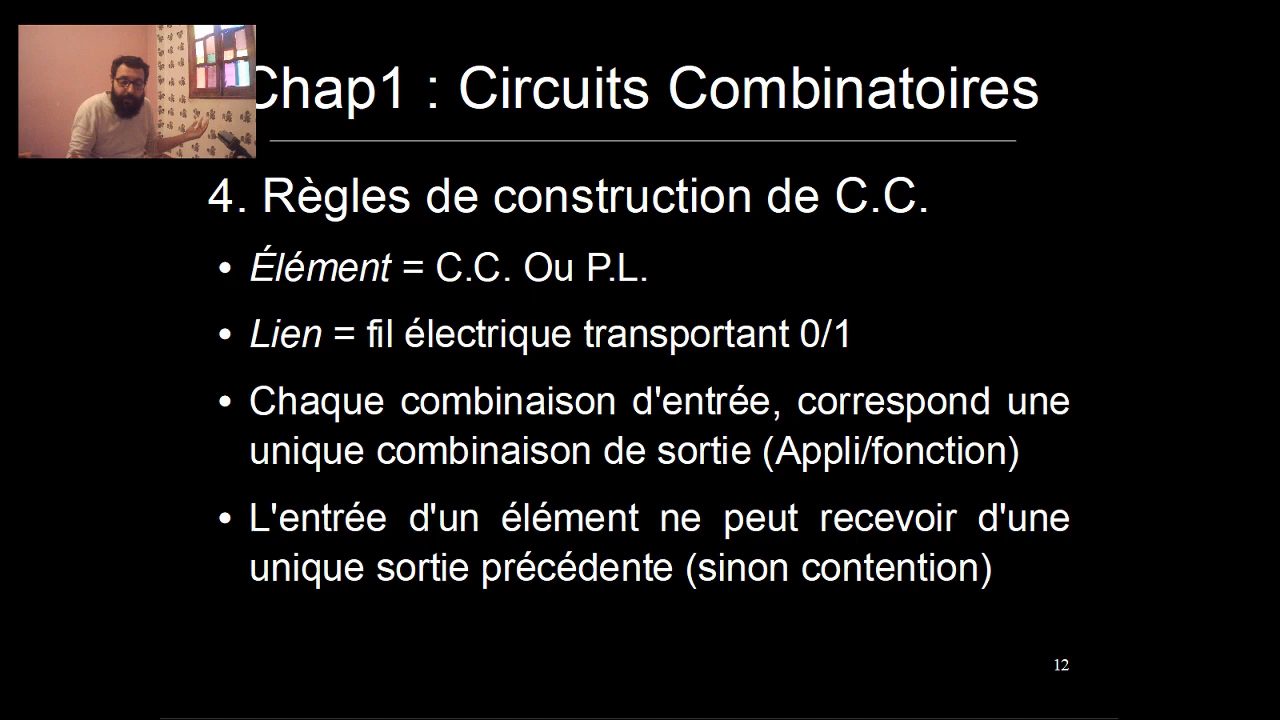 Chap1 : Circuits Combinatoires
4. Règles de construction de C.C.
• Élément = C.C. Ou P.L.
• Lien = fil électrique transportant 0/1
• Chaque combinaison d'entrée, correspond une
unique combinaison de sortie (Appli/fonction)
• L'entrée d'un élément ne peut recevoir d'une
unique sortie précédente (sinon contention)
12